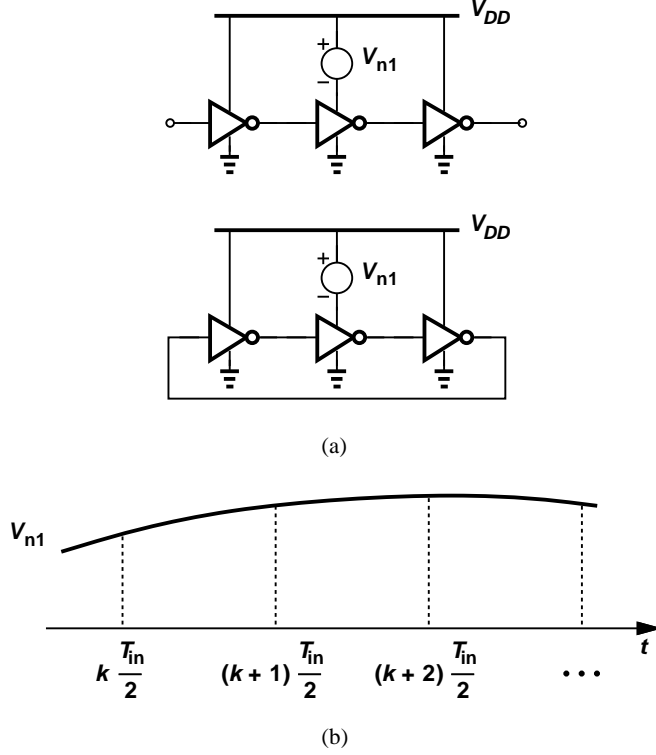 V_DD
+
V_n1
−
V_DD
+
V_n1
−
(a)
V_n1
k T_in/2 (k + 1) T_in/2 (k + 2) T_in/2 • • •
t
(b)